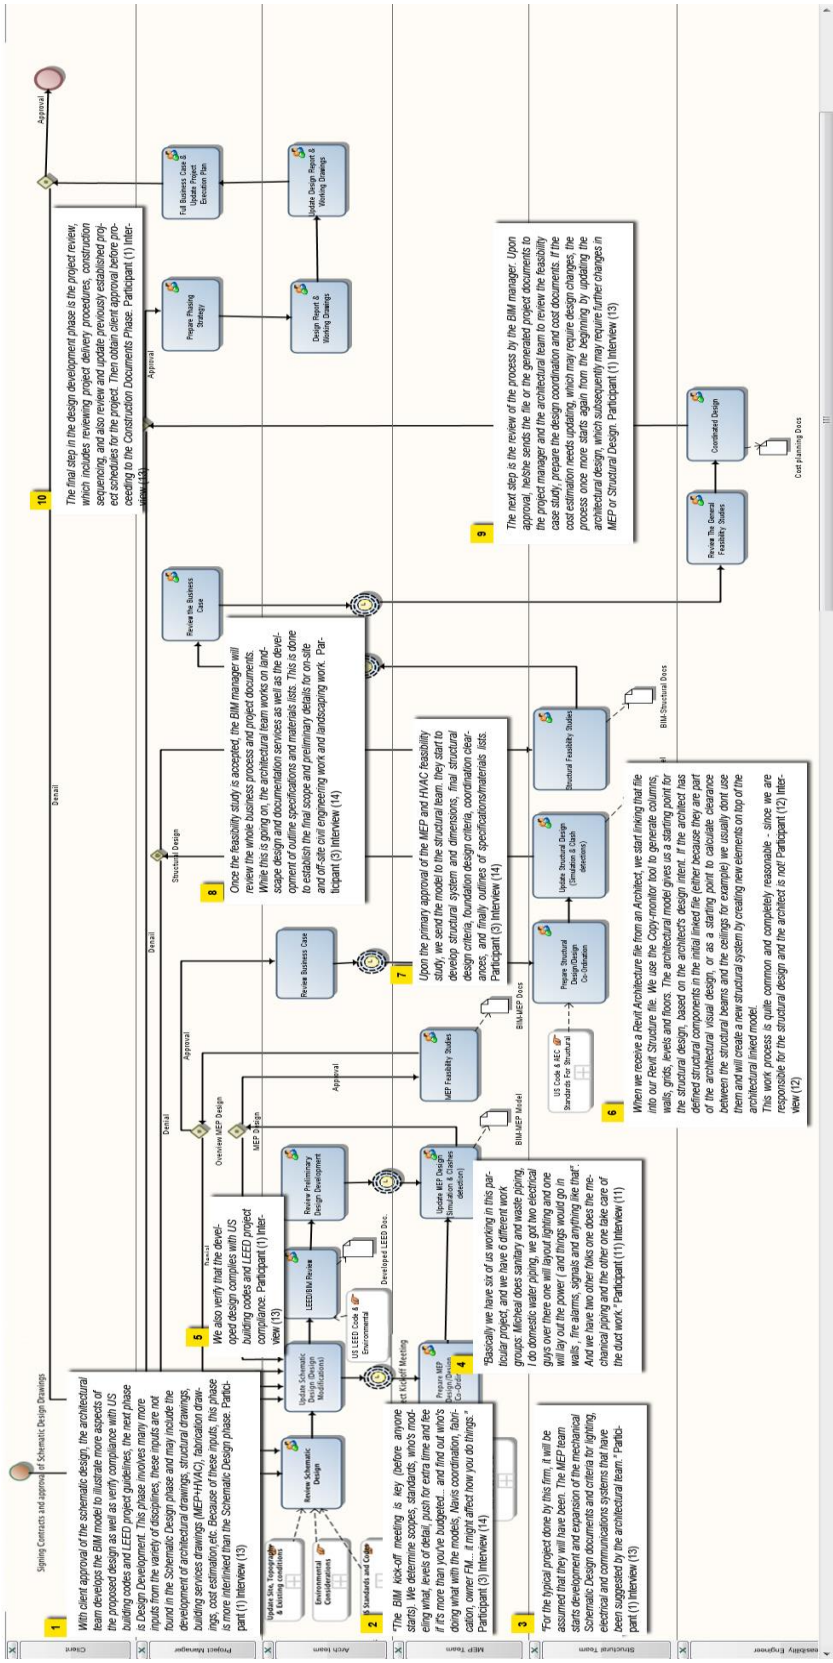 Client
Project Manager
Arch team
MEP Team
Structural Team
easibility Engineer
Signing Contracts and approval of Schematic Design Drawings
1
With client approval of the schematic design, the architectural
team develops the BIM model to illustrate more aspects of
the proposed design as well as verify compliance with US
building codes and LEED project guidelines, the next phase
is Design Development. This phase involves many more
inputs from the variety of disciplines, these inputs are not
found in the Schematic Design phase and may include the
development of architectural drawings, structural drawings,
building services drawings (MEP+HVAC), fabrication draw-
ings, cost estimation,etc. Because of these inputs, this phase
is more interlinked than the Schematic Design phase. Partici-
pant (1) Interview (13)
Update Site, Topography
& Existing conditions
Environmental
Considerations
S Standards and Codes
Review Schematic
Design
Update Schematic
Design (Design
Modifications)
US LEED Code &
Environmental
LEED/BIM Review
Developed LEED Doc.
Review Preliminary
Design Development
2
"The BIM kick-off meeting is key (before anyone
starts). We determine scopes, standards, who's mod-
eling what, levels of detail, push for extra time and fee
if it's more than you've budgeted... and find out who's
doing what with the models, Navis coordination, fabri-
cation, owner FM... it might affect how you do things."
Participant (3) Interview (14)
3
"For the typical project done by this firm, it will be
assumed that they will have been. The MEP team
starts development and expansion of the mechanical
Schematic Design documents and criteria for lighting,
electrical and communications systems that have
been suggested by the architectural team." Partici-
pant (1) Interview (13)
ct Kickoff Meeting
Prepare MEP
Design/Design
Co-Ordin
4
"Basically we have six of us working in this par-
ticular project, and we have 6 different work
groups: Micheal does sanitary and waste piping,
I do domestic water piping, we got two electrical
guys over there one will layout lighting and one
will lay out the power ( and things would go in
walls , fire alarms, signals and anything like that".
And we have two other folks one does the me-
chanical piping and the other one take care of
the duct work." Participant (11) Interview (11)
5
We also verify that the devel-
oped design complies with US
building codes and LEED project
compliance. Participant (1) Inter-
view (13)
Denial
Overview MEP Design
MEP Design
Approval
Approval
Update MEP Design
Simulation & Clashes
detection)
BIM-MEP Model
MEP Feasibility Studies
BIM-MEP Docs
Review Business Case
6
When we receive a Revit Architecture file from an Architect, we start linking that file
into our Revit Structure file. We use the Copy-monitor tool to generate columns,
walls, grids, levels and floors. The architectural model gives us a starting point for
the structural design, based on the architect's design intent. If the architect has
defined structural components in the initial linked file (either because they are part
of the architectural visual design, or as a starting point to calculate clearance
between the structural beams and the ceilings for example) we usually dont use
them and will create a new structural system by creating new elements on top of the
architectural linked model.
This work process is quite common and completely reasonable - since we are
responsible for the structural design and the architect is not! Participant (12) Inter-
view (12)
US Code & AEC
Standards For Structural
Prepare Structural
Design/Design
Co-Ordination
Update Structural Design
(Simulation & Clash
detections)
Structural Feasibility Studies
BIM-Structural Docs
7
Upon the primary approval of the MEP and HVAC feasibility
study, we send the model to the structural team. they start to
develop structural system and dimensions, final structural
design criteria, foundation design criteria, coordination clear-
ances, and finally outlines of specifications/materials lists.
Participant (3) Interview (14)
Denail
Structural Design
8
Once the feasibility study is accepted, the BIM manager will
review the whole business process and project documents.
While this is going on, the architectural team works on land-
scape design and documentation services as well as the devel-
opment of outline specifications and materials lists. This is done
to establish the final scope and preliminary details for on-site
and off-site civil engineering work and landscaping work. Par-
ticipant (3) Interview (14)
Review the Business
Case
Denail
9
The next step is the review of the process by the BIM manager. Upon
approval, he/she sends the file or the generated project documents to
the project manager and the architectural team to review the feasibility
case study, prepare the design coordination and cost documents. If the
cost estimation needs updating, which may require design changes, the
process once more starts again from the beginning by updating the
architectural design, which subsequently may require further changes in
MEP or Structural Design. Participant (1) Interview (13)
Review The General
Feasibility Studies
Coordinated Design
Cost planning Docs
10
The final step in the design development phase is the project review,
which includes reviewing project delivery procedures, construction
sequencing, and also review and update previously established proj-
ect schedules for the project. Then obtain client approval before pro-
ceeding to the Construction Documents Phase. Participant (1) Inter-
view (13)
Approval
Prepare Phasing
Strategy
Design Report &
Working Drawings
Update Design Report &
Working Drawings
Full Business Case &
Update Project
Execution Plan
Approval